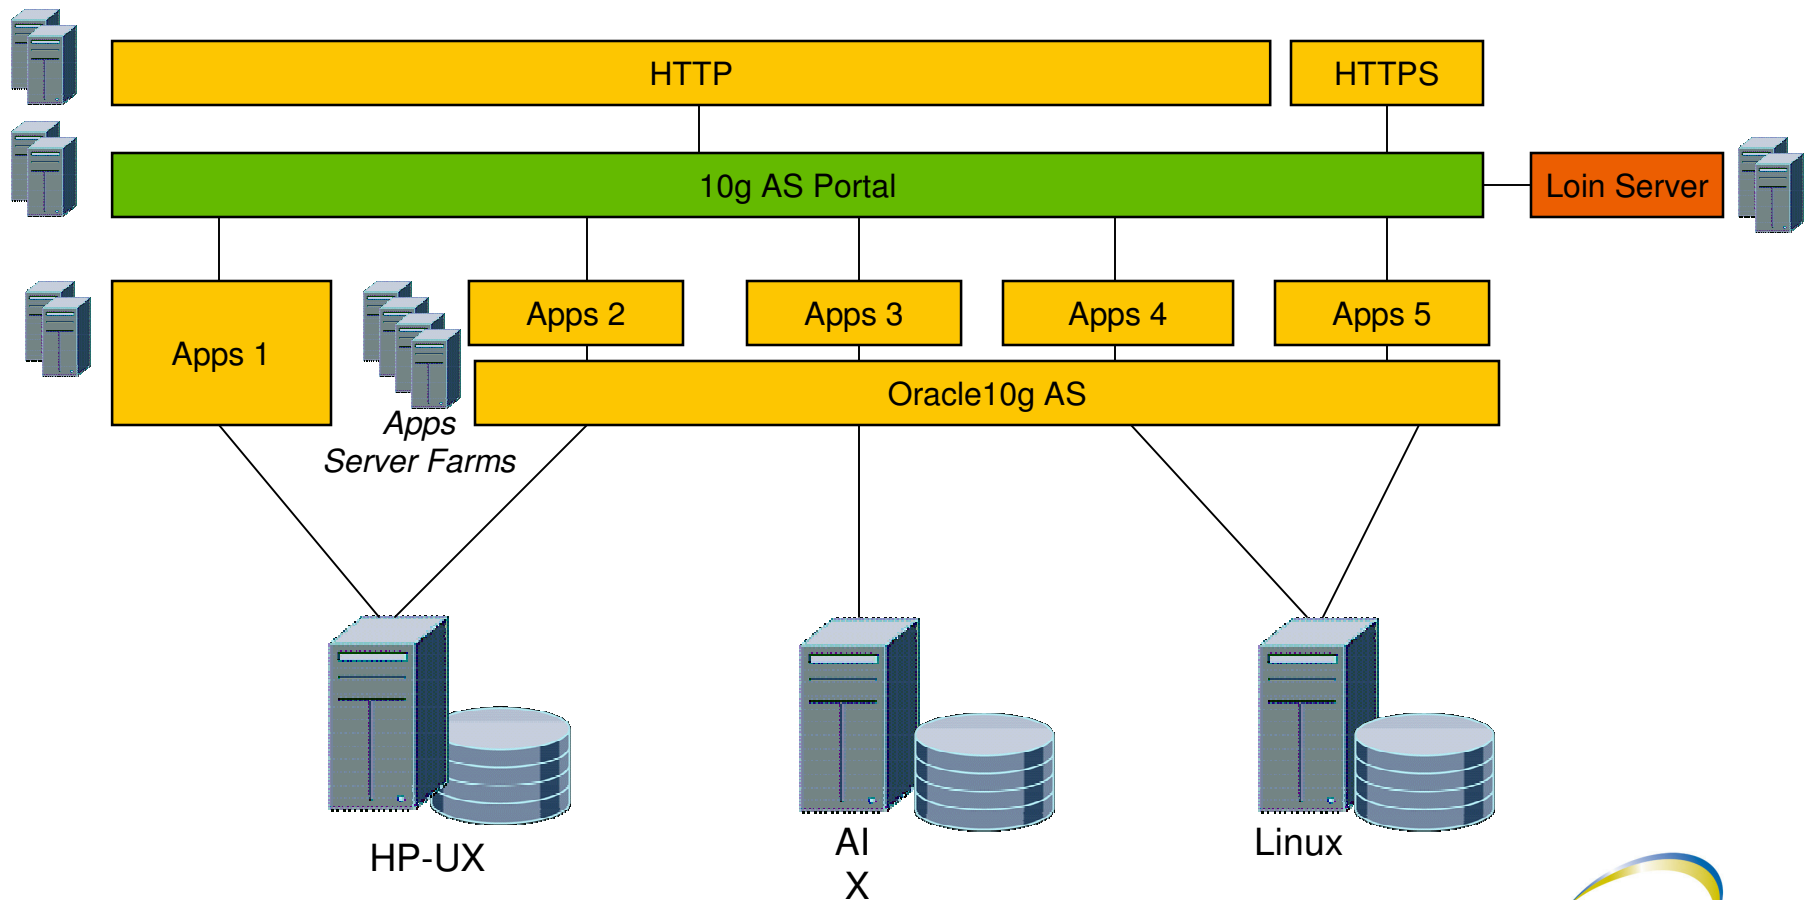 HTTP
HTTPS
10g AS Portal
Loin Server
Apps 1
Apps 2
Apps 3
Apps 4
Apps 5
Oracle10g AS
Apps
Server Farms
HP-UX
AI
X
Linux